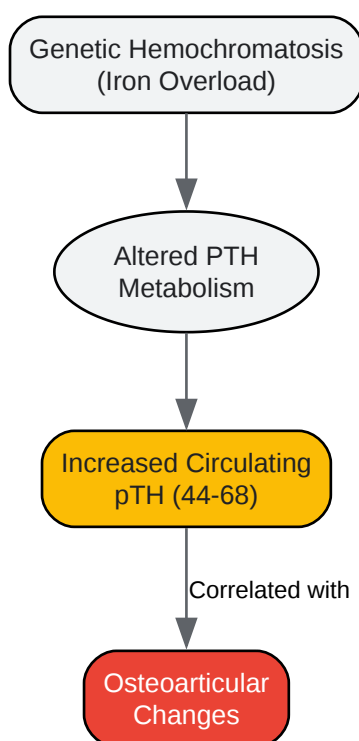 Genetic Hemochromatosis
(Iron Overload)
Altered PTH
Metabolism
Increased Circulating
pTH (44-68)
Correlated with
Osteoarticular
Changes